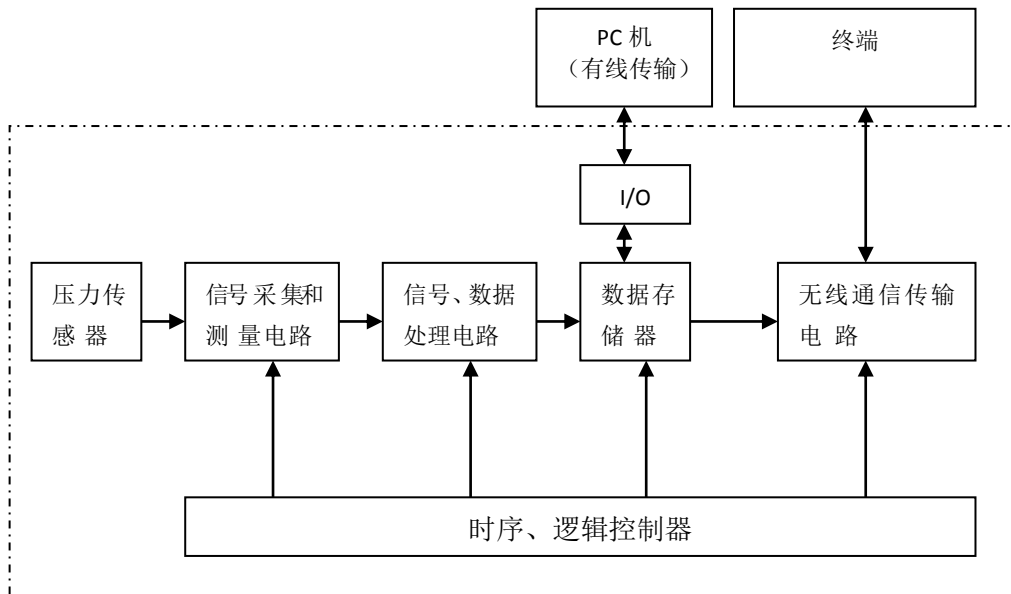 PC 机
（有线传输）
终端
I/O
压力传
感 器
信号采集和
测 量电路
信号、数据
处理电路
数据存
储 器
无线通信传输
电 路
时序、逻辑控制器